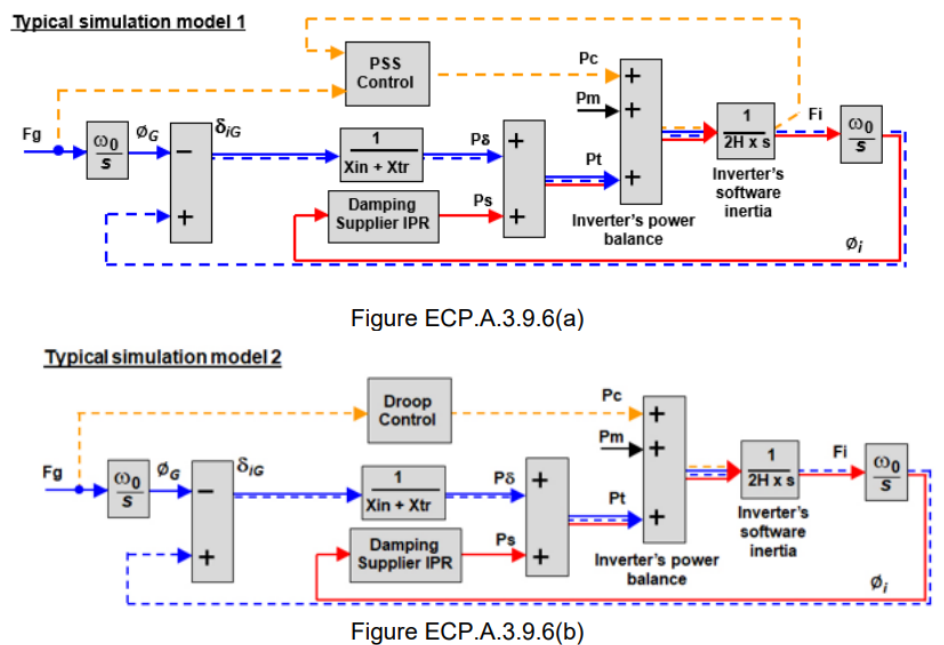 Typical simulation model 1
PSS
Control
Pc
+
Pm
+
Fg
ω0
s
ØG
−
δiG
1
Xin + Xtr
Pδ
+
Pt
+
1
2H x s
Fi
ω0
s
+
Damping
Supplier IPR
Ps
+
Inverter's power
balance
Inverter's
software
inertia
Øi
Figure ECP.A.3.9.6(a)
Typical simulation model 2
Droop
Control
Pc
+
Pm
+
Fg
ω0
s
ØG
−
δiG
1
Xin + Xtr
Pδ
+
Pt
+
1
2H x s
Fi
ω0
s
+
Damping
Supplier IPR
Ps
+
Inverter's power
balance
Inverter's
software
inertia
Øi
Figure ECP.A.3.9.6(b)